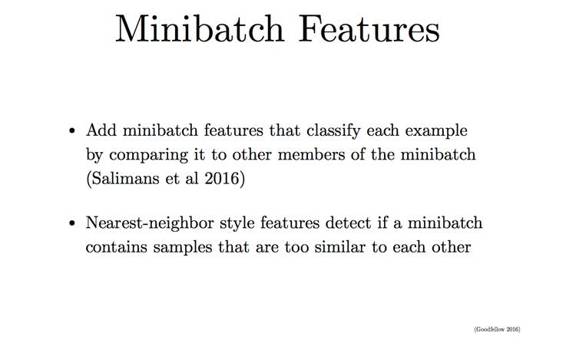 Minibatch Features
• Add minibatch features that classify each example
by comparing it to other members of the minibatch
(Salimans et al 2016)
• Nearest-neighbor style features detect if a minibatch
contains samples that are too similar to each other
(Goodfellow 2016)